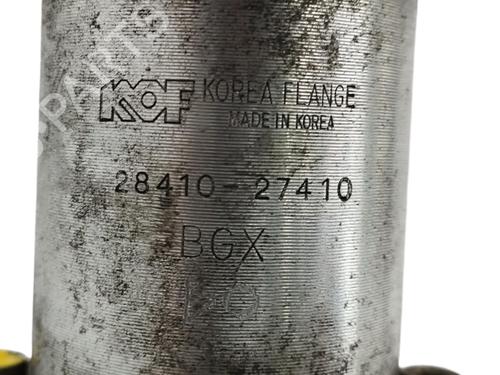 KOF KOREA FLANGE
MADE IN KOREA
28410-27410
BGX